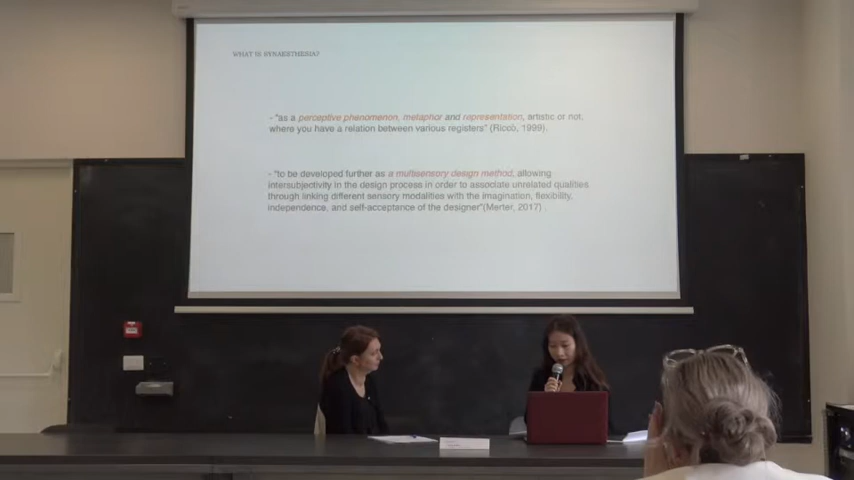 WHAT IS SYNAESTHESIA?
- "as a perceptive phenomenon, metaphor and representation, artistic or not,
where you have a relation between various registers" (Riccò, 1999).
- "to be developed further as a multisensory design method, allowing
intersubjectivity in the design process in order to associate unrelated qualities
through linking different sensory modalities with the imagination, flexibility,
independence, and self-acceptance of the designer"(Merter, 2017) .